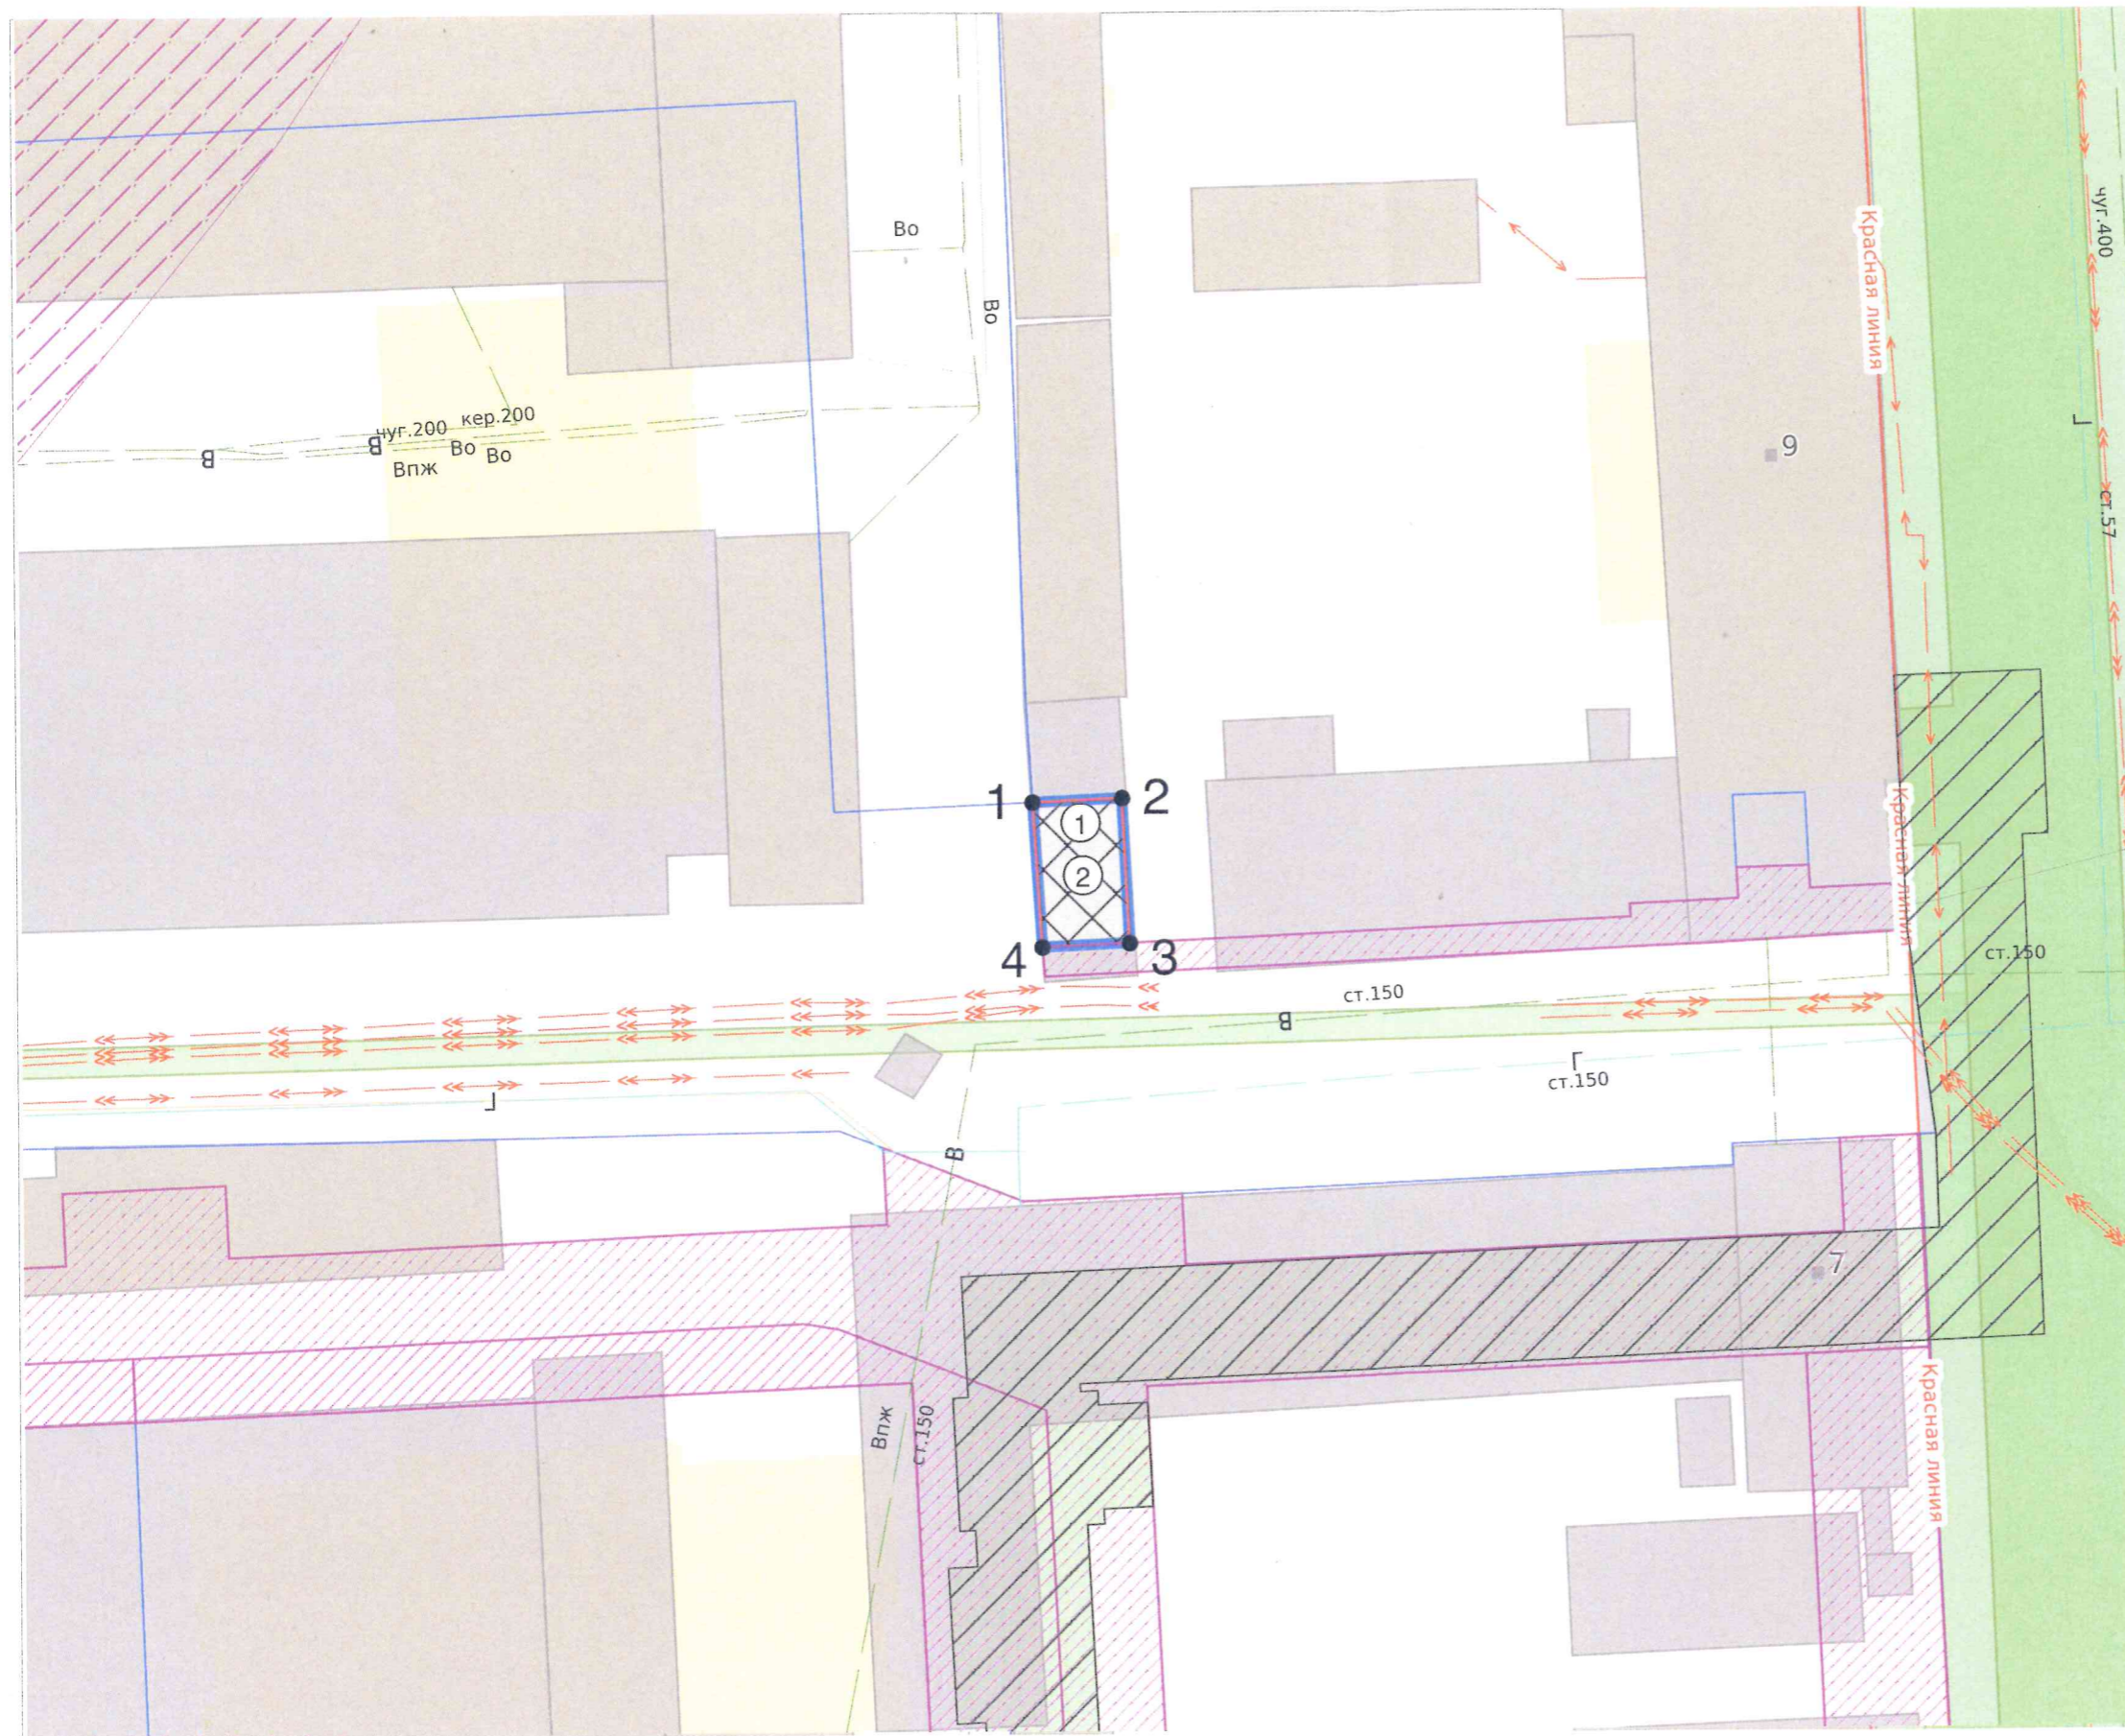 Во
Во
чуг.200
кер.200
В
В
Во
Во
Впж
Красная линия
чуг.400
Г
ст.57
9
1
2
1
2
4
3
Красная линия
ст.150
ст.150
В
Г
ст.150
Г
В
7
Впж
ст.150
Красная линия